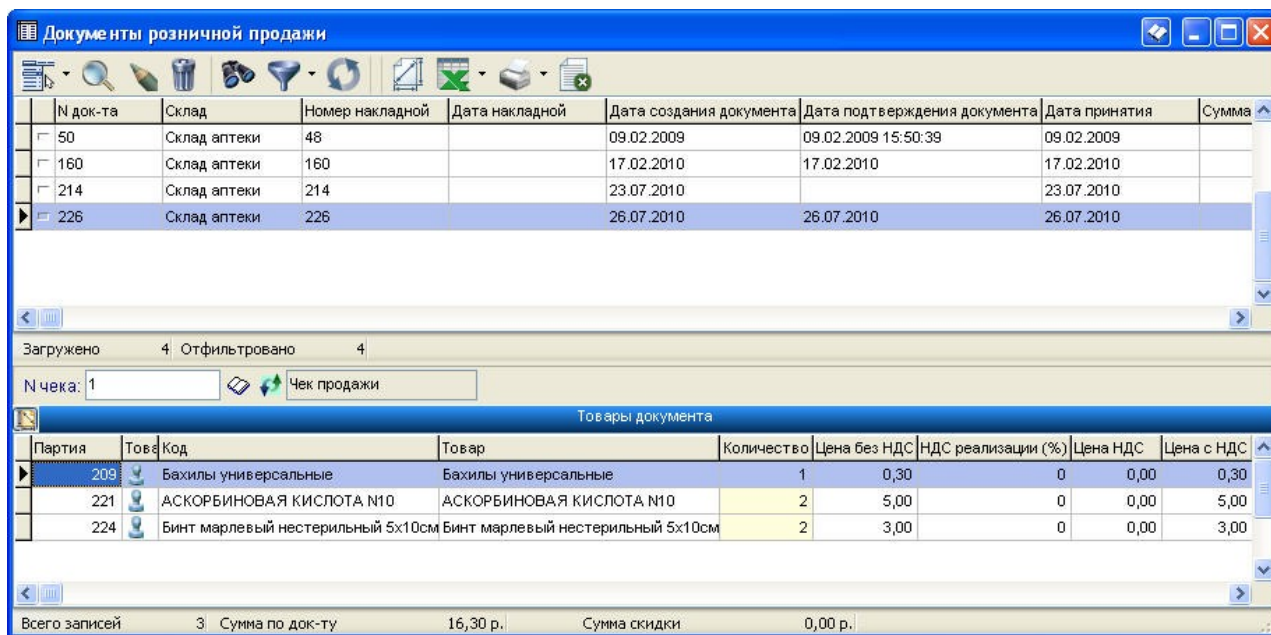 Документы розничной продажи
N док-та Склад Номер накладной Дата накладной Дата создания документа Дата подтверждения документа Дата принятия Сумма
50 Склад аптеки 48 09.02.2009 09.02.2009 15:50:39 09.02.2009
160 Склад аптеки 160 17.02.2010 17.02.2010 17.02.2010
214 Склад аптеки 214 23.07.2010 23.07.2010
226 Склад аптеки 226 26.07.2010 26.07.2010 26.07.2010
Загружено 4 Отфильтровано 4
N чека: 1 Чек продажи
Товары документа
Партия Това Код Товар Количество Цена без НДС НДС реализации (%) Цена НДС Цена с НДС
209 Бахилы универсальные Бахилы универсальные 1 0,30 0 0,00 0,30
221 АСКОРБИНОВАЯ КИСЛОТА N10 АСКОРБИНОВАЯ КИСЛОТА N10 2 5,00 0 0,00 5,00
224 Бинт марлевый нестерильный 5х10см Бинт марлевый нестерильный 5х10см 2 3,00 0 0,00 3,00
Всего записей 3 Сумма по док-ту 16,30 р. Сумма скидки 0,00 р.